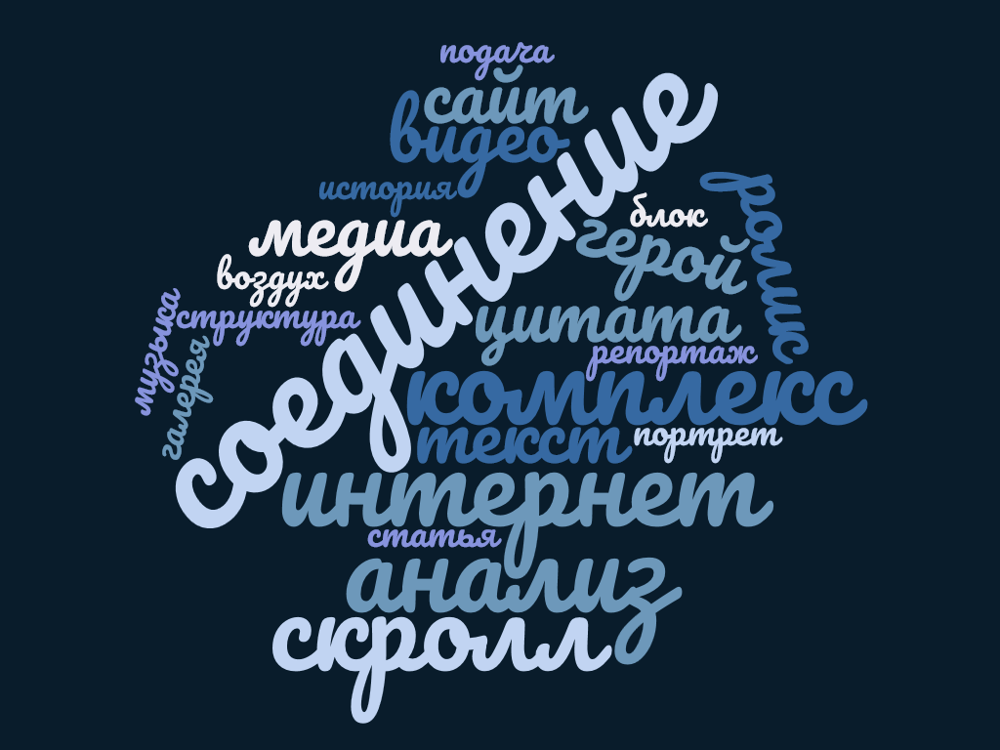 подача
сайт
видео
соединение
история
ролик
блок
медиа
герой
воздух
структура
музыка
цитата
галерея
репортаж
комплекс
текст
портрет
интернет
статья
анализ
скролл